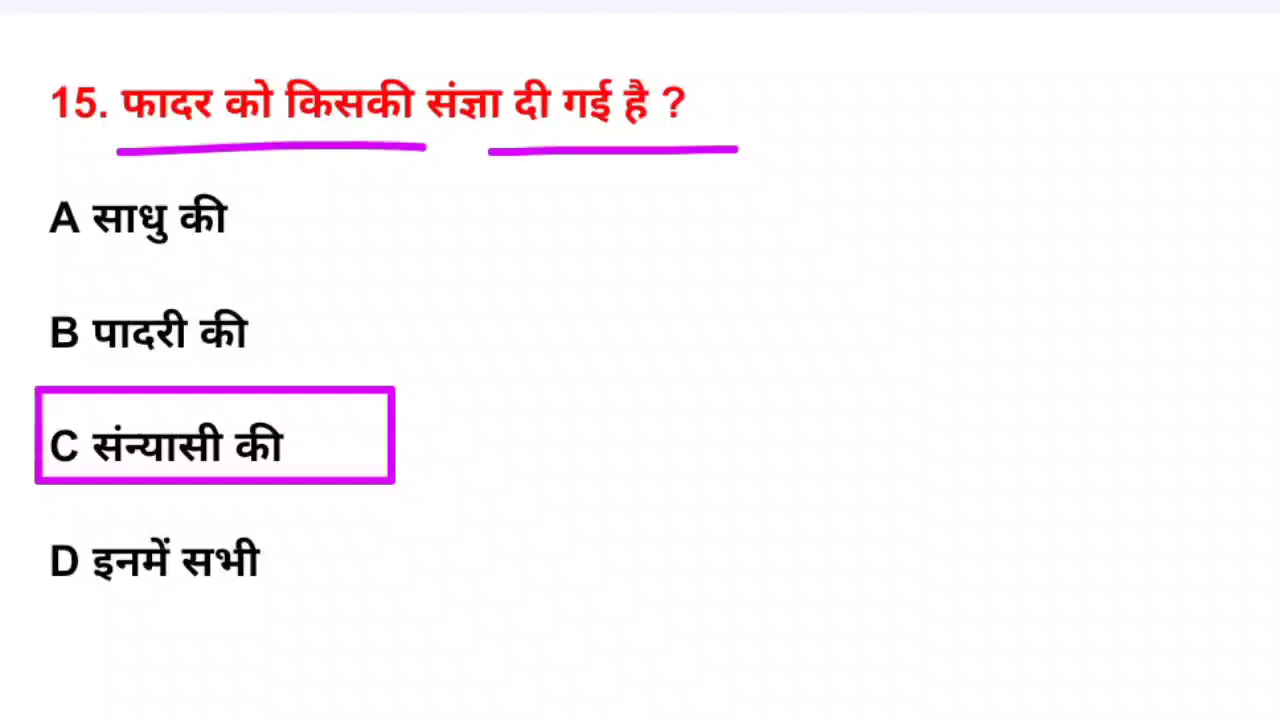 15. फादर को किसकी संज्ञा दी गई है ?
A साधु की
B पादरी की
C संन्यासी की
D इनमें सभी